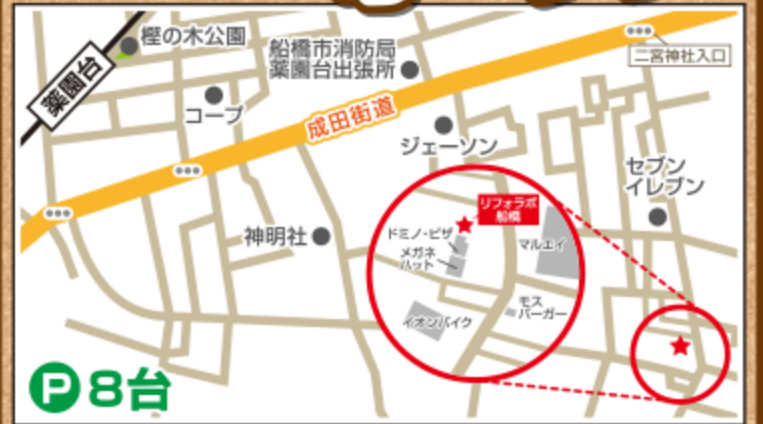 樫の木公園
船橋市消防局
薬園台出張所
二宮神社入口
薬園台
コープ
成田街道
ジェーソン
セブン
イレブン
リフォラボ
船橋
神明社
ドミノ・ピザ
マルエイ
メガネ
ハット
モス
バーガー
イオンバイク
P 8台